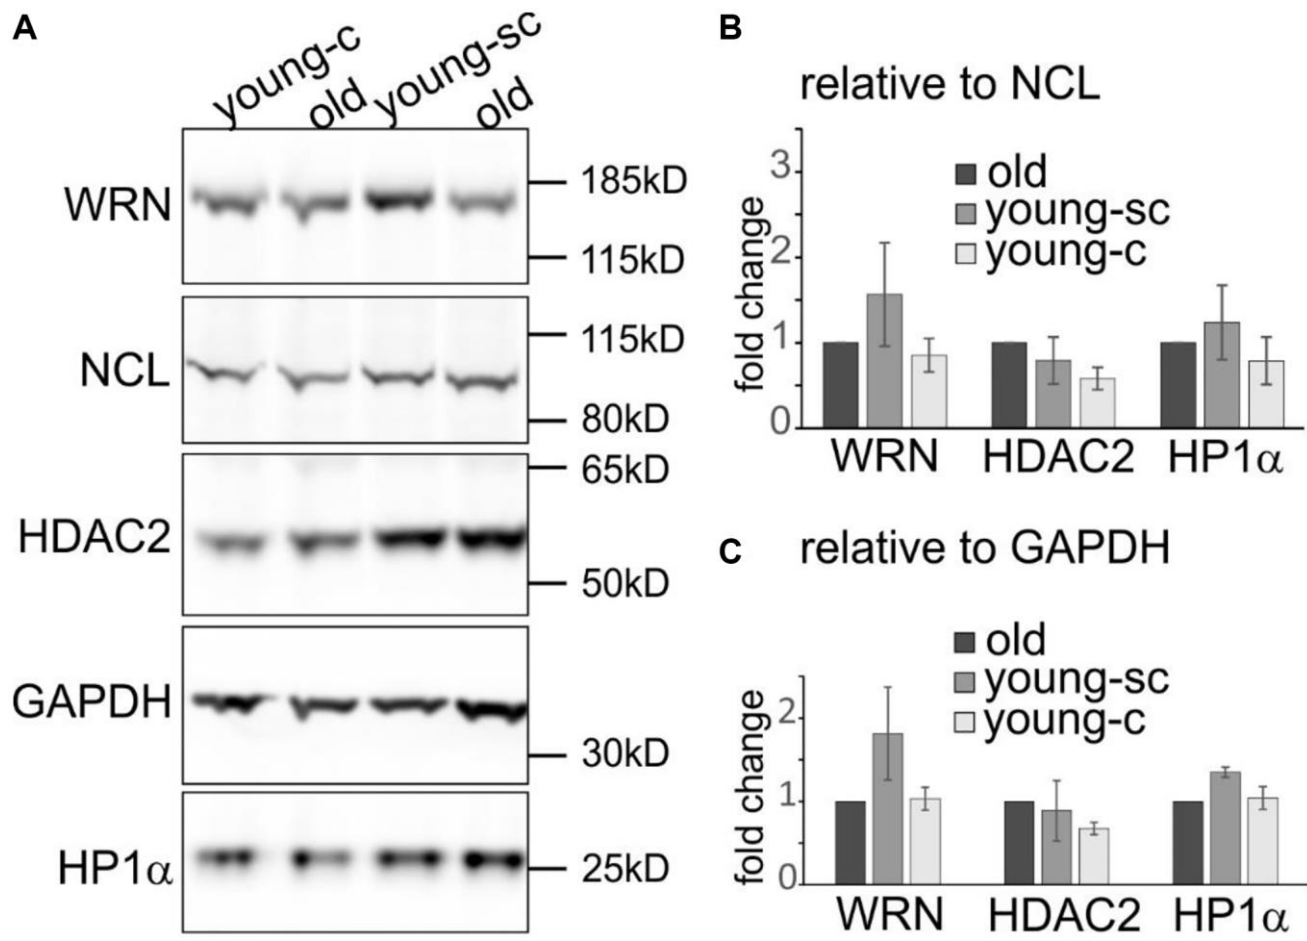 A
young-c
old
young-sc
old
WRN
185kD
115kD
NCL
115kD
80kD
HDAC2
65kD
50kD
GAPDH
30kD
HP1α
25kD
B
relative to NCL
fold change
3
2
1
0
old
young-sc
young-c
WRN HDAC2 HP1α
C
relative to GAPDH
fold change
2
1
0
old
young-sc
young-c
WRN HDAC2 HP1α